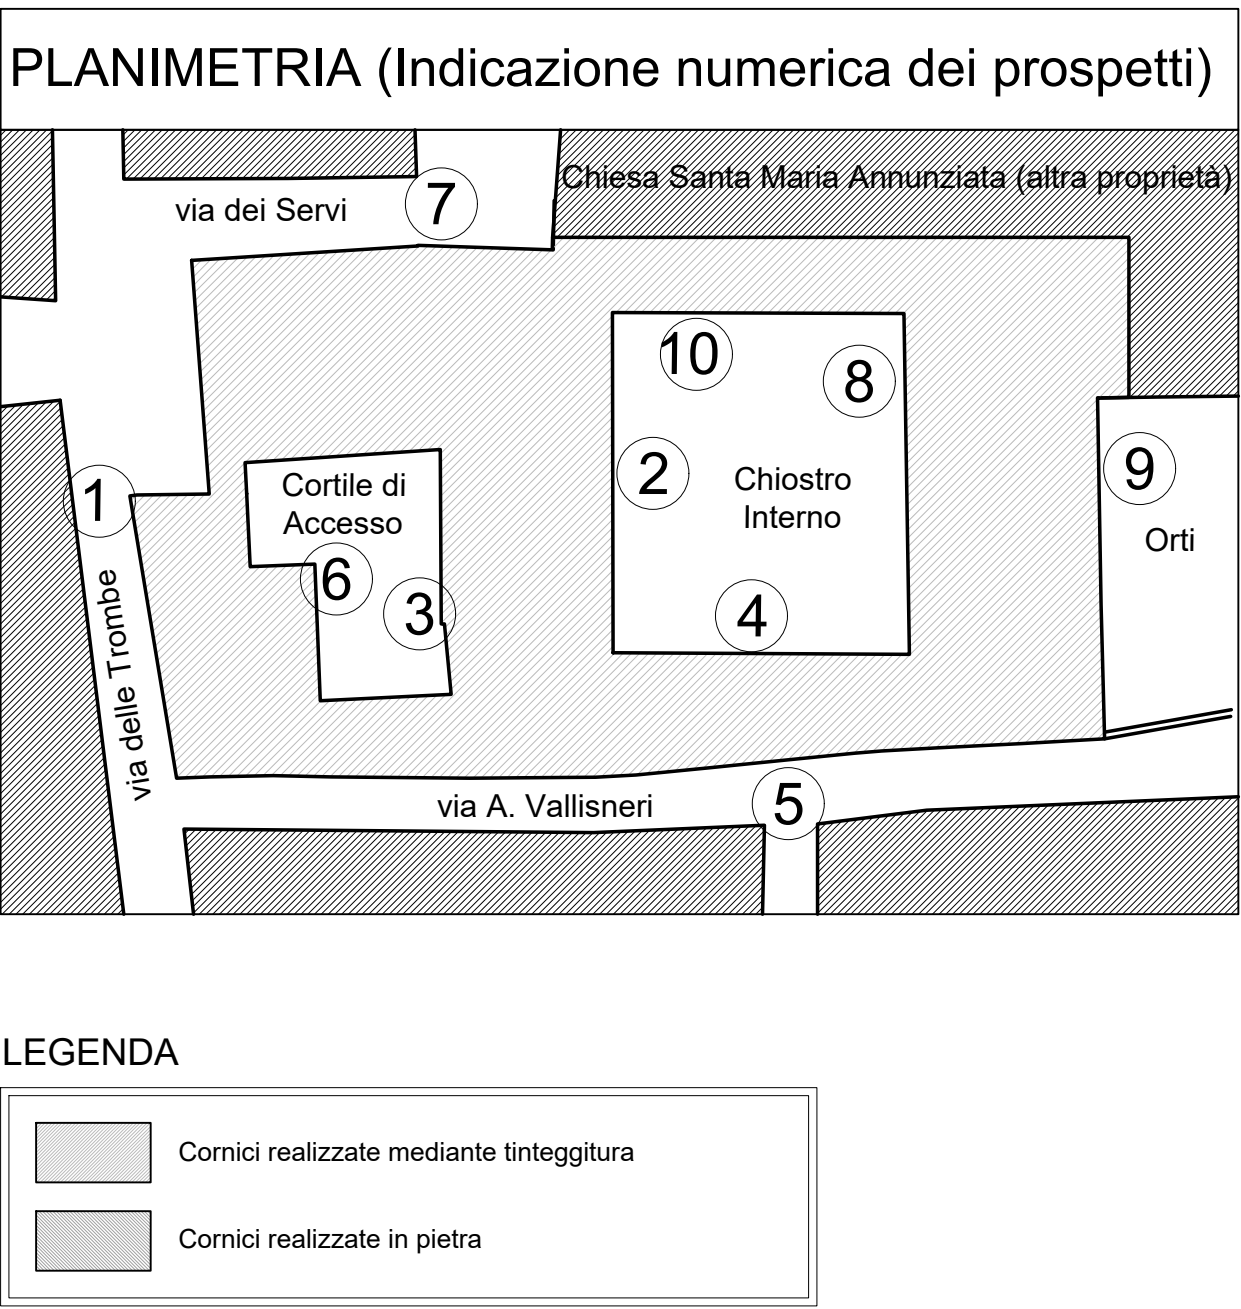 PLANIMETRIA (Indicazione numerica dei prospetti)
Chiesa Santa Maria Annunziata (altra proprietà)
via dei Servi
7
10
8
1
Cortile di
Accesso
2
Chiostro
Interno
9
Orti
6
3
4
via delle Trombe
via A. Vallisneri
5
LEGENDA
Cornici realizzate mediante tinteggitura
Cornici realizzate in pietra